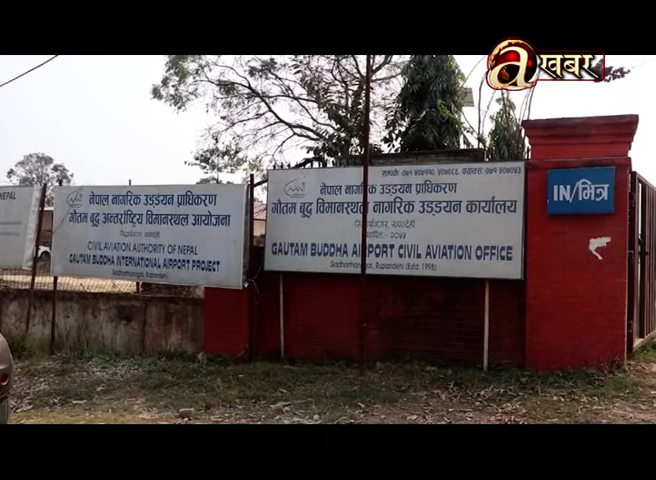 a खबर
NEPAL
नेपाल नागरिक उड्डयन प्राधिकरण
गौतम बुद्ध अन्तर्राष्ट्रिय विमानस्थल आयोजना
CIVIL AVIATION AUTHORITY OF NEPAL
GAUTAM BUDDHA INTERNATIONAL AIRPORT PROJECT
Siddharthanagar, Rupandehi
सम्पर्क
नेपाल नागरिक उड्डयन प्राधिकरण
गौतम बुद्ध विमानस्थल नागरिक उड्डयन कार्यालय
GAUTAM BUDDHA AIRPORT CIVIL AVIATION OFFICE
Siddharthanagar, Rupandehi
IN/भित्र